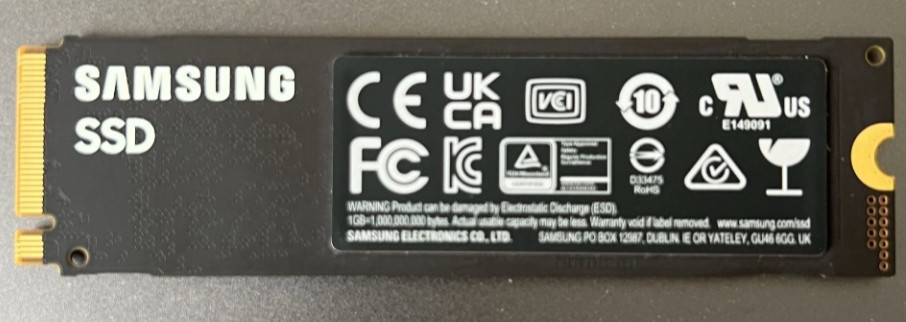 SAMSUNG
SSD
CE UK CA VCI 10 c RU® US
E149091
FC KC
D33475
RoHS
WARNING Product can be damaged by Electrostatic Discharge (ESD).
1GB=1,000,000,000 bytes. Actual usable capacity may be less. Warranty void if label removed. www.samsung.com/ssd
SAMSUNG ELECTRONICS CO., LTD. SAMSUNG PO BOX 12987, DUBLIN. IE OR YATELEY, GU46 6GG. UK